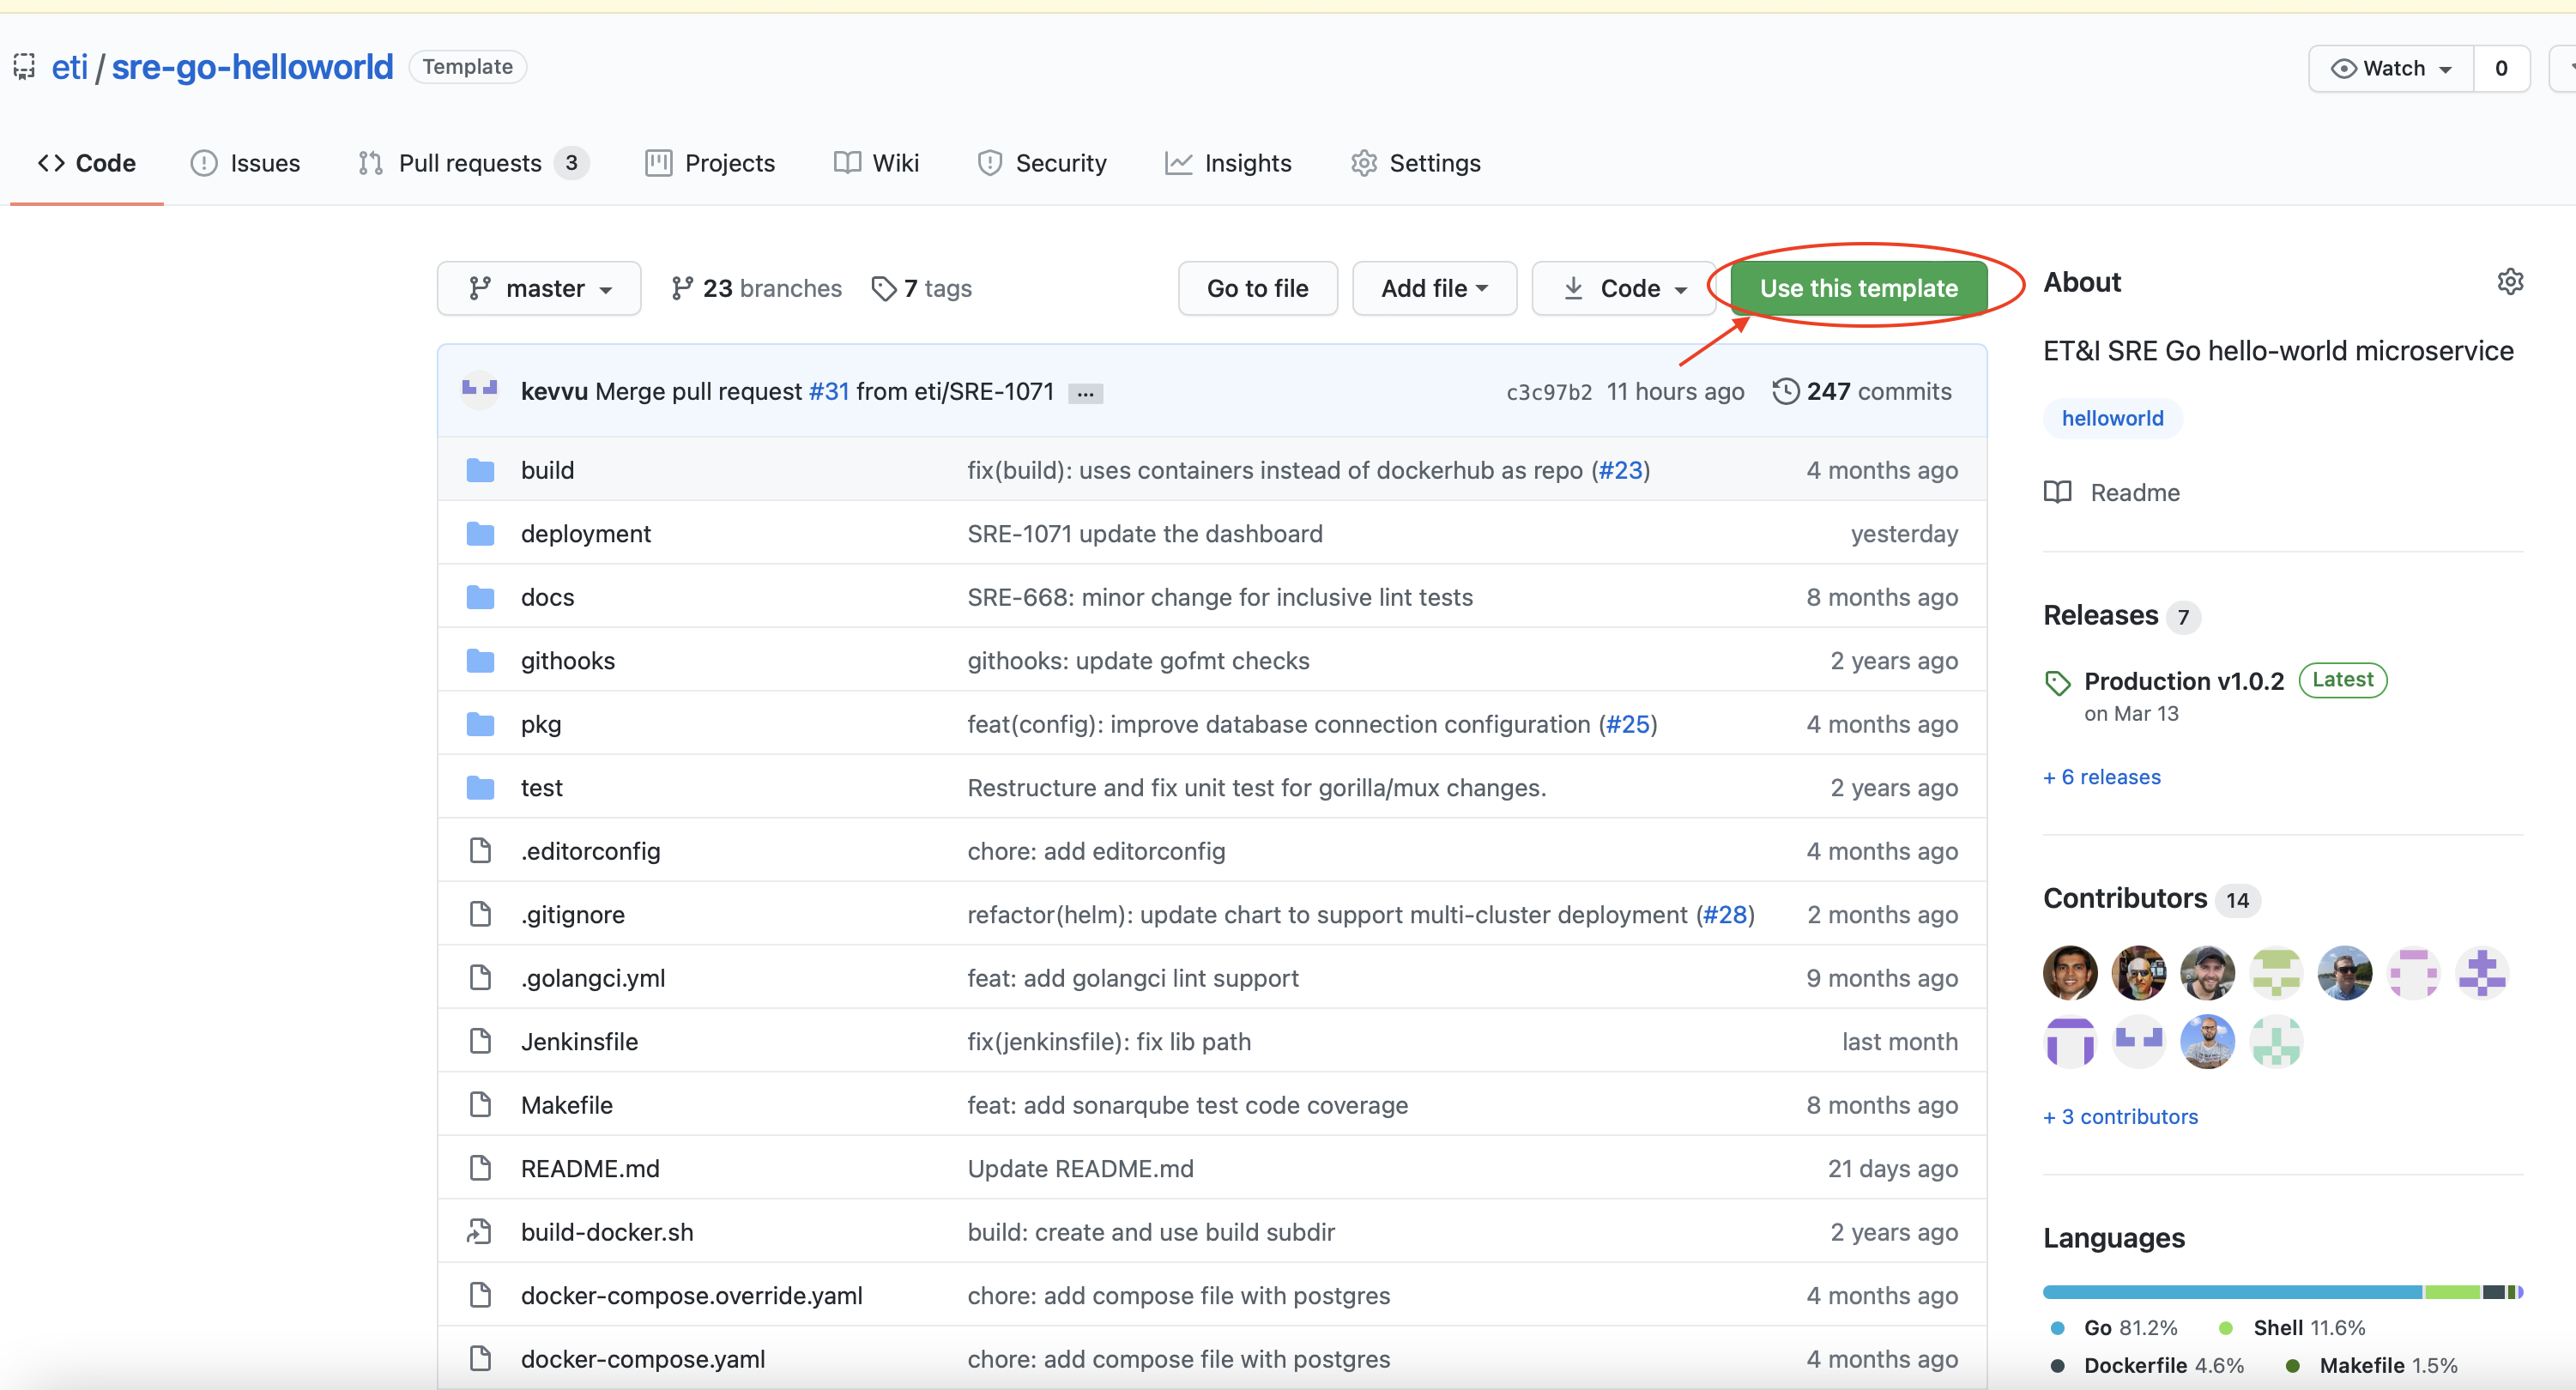 eti / sre-go-helloworld Template
Watch 0
Code Issues Pull requests 3 Projects Wiki Security Insights Settings
master 23 branches 7 tags Go to file Add file Code Use this template
kevvu Merge pull request #31 from eti/SRE-1071 ... c3c97b2 11 hours ago 247 commits
build fix(build): uses containers instead of dockerhub as repo (#23) 4 months ago
deployment SRE-1071 update the dashboard yesterday
docs SRE-668: minor change for inclusive lint tests 8 months ago
githooks githooks: update gofmt checks 2 years ago
pkg feat(config): improve database connection configuration (#25) 4 months ago
test Restructure and fix unit test for gorilla/mux changes. 2 years ago
.editorconfig chore: add editorconfig 4 months ago
.gitignore refactor(helm): update chart to support multi-cluster deployment (#28) 2 months ago
.golangci.yml feat: add golangci lint support 9 months ago
Jenkinsfile fix(jenkinsfile): fix lib path last month
Makefile feat: add sonarqube test code coverage 8 months ago
README.md Update README.md 21 days ago
build-docker.sh build: create and use build subdir 2 years ago
docker-compose.override.yaml chore: add compose file with postgres 4 months ago
docker-compose.yaml chore: add compose file with postgres 4 months ago
About
ET&I SRE Go hello-world microservice
helloworld
Readme
Releases 7
Production v1.0.2 Latest
on Mar 13
+ 6 releases
Contributors 14
+ 3 contributors
Languages
Go 81.2% Shell 11.6%
Dockerfile 4.6% Makefile 1.5%